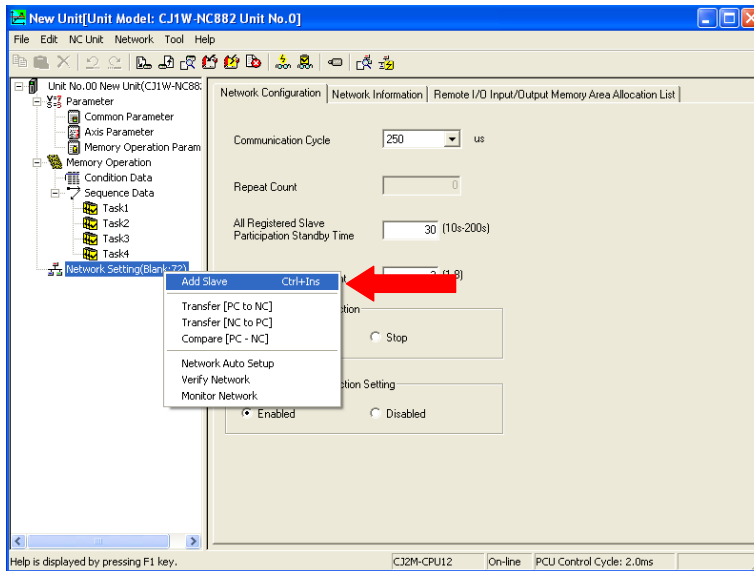 New Unit[Unit Model: CJ1W-NC882 Unit No.0]
File Edit NC Unit Network Tool Help
Unit No.00 New Unit(CJ1W-NC88
Parameter
Common Parameter
Axis Parameter
Memory Operation Param
Memory Operation
Condition Data
Sequence Data
Task1
Task2
Task3
Task4
Network Setting(Blank:72)
Add Slave Ctrl+Ins
Transfer [PC to NC]
Transfer [NC to PC]
Compare [PC - NC]
Network Auto Setup
Verify Network
Monitor Network
Network Configuration Network Information Remote I/O Input/Output Memory Area Allocation List
Communication Cycle 250 us
Repeat Count 0
All Registered Slave
Participation Standby Time 30 (10s-200s)
(1-8)
Stop
ction Setting
Enabled Disabled
Help is displayed by pressing F1 key. CJ2M-CPU12 On-line PCU Control Cycle: 2.0ms